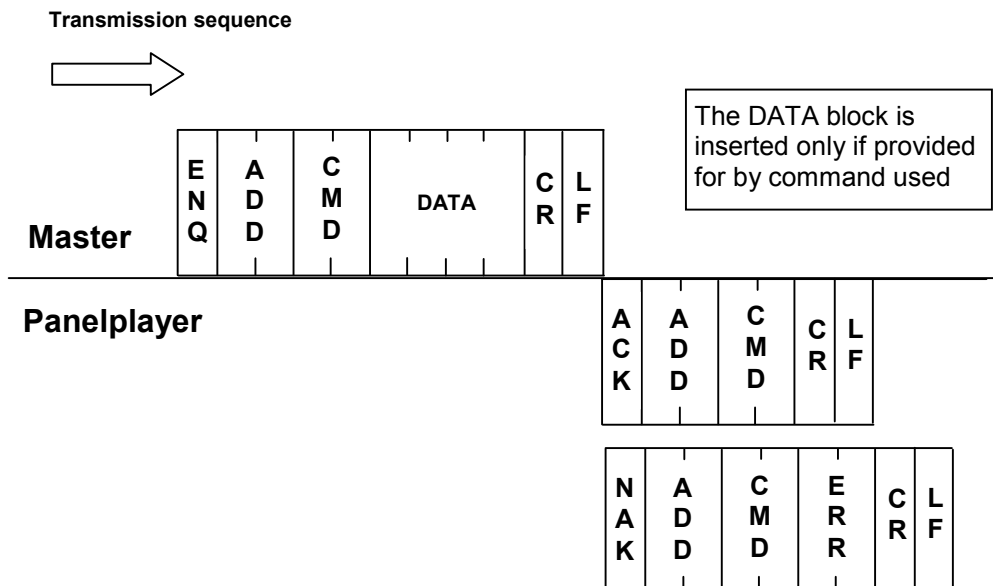 Transmission sequence
The DATA block is
inserted only if provided
for by command used
Master
ENQ
ADD
CMD
DATA
CR
LF
Panelplayer
ACK
ADD
CMD
CR
LF
NAK
ADD
CMD
ERR
CR
LF